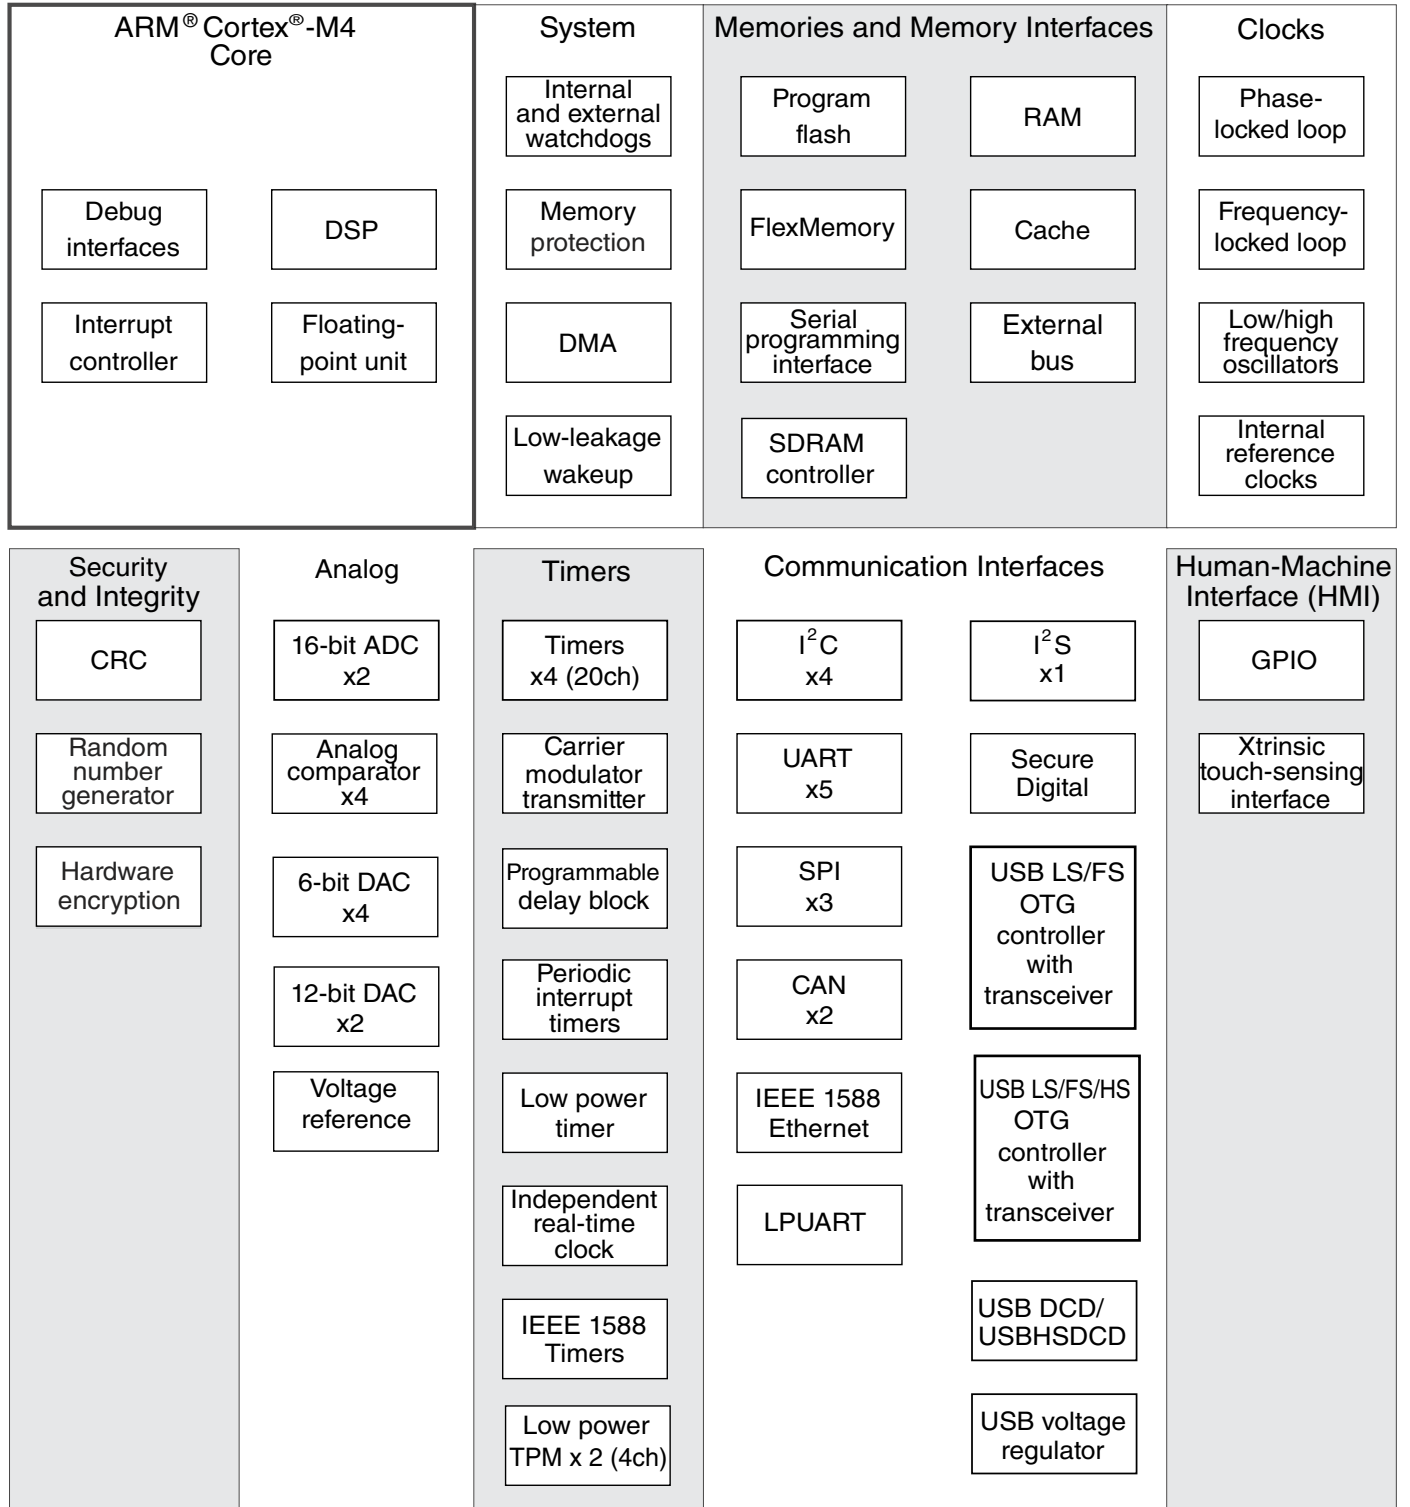 ARM® Cortex®-M4
Core
Debug
interfaces
DSP
Interrupt
controller
Floating-
point unit
System
Internal
and external
watchdogs
Memory
protection
DMA
Low-leakage
wakeup
Memories and Memory Interfaces
Program
flash
RAM
FlexMemory
Cache
Serial
programming
interface
External
bus
SDRAM
controller
Clocks
Phase-
locked loop
Frequency-
locked loop
Low/high
frequency
oscillators
Internal
reference
clocks
Security
and Integrity
CRC
Random
number
generator
Hardware
encryption
Analog
16-bit ADC
x2
Analog
comparator
x4
6-bit DAC
x4
12-bit DAC
x2
Voltage
reference
Timers
Timers
x4 (20ch)
Carrier
modulator
transmitter
Programmable
delay block
Periodic
interrupt
timers
Low power
timer
Independent
real-time
clock
IEEE 1588
Timers
Low power
TPM x 2 (4ch)
Communication Interfaces
I²C
x4
UART
x5
SPI
x3
CAN
x2
IEEE 1588
Ethernet
LPUART
I²S
x1
Secure
Digital
USB LS/FS
OTG
controller
with
transceiver
USB LS/FS/HS
OTG
controller
with
transceiver
USB DCD/
USBHSDCD
USB voltage
regulator
Human-Machine
Interface (HMI)
GPIO
Xtrinsic
touch-sensing
interface